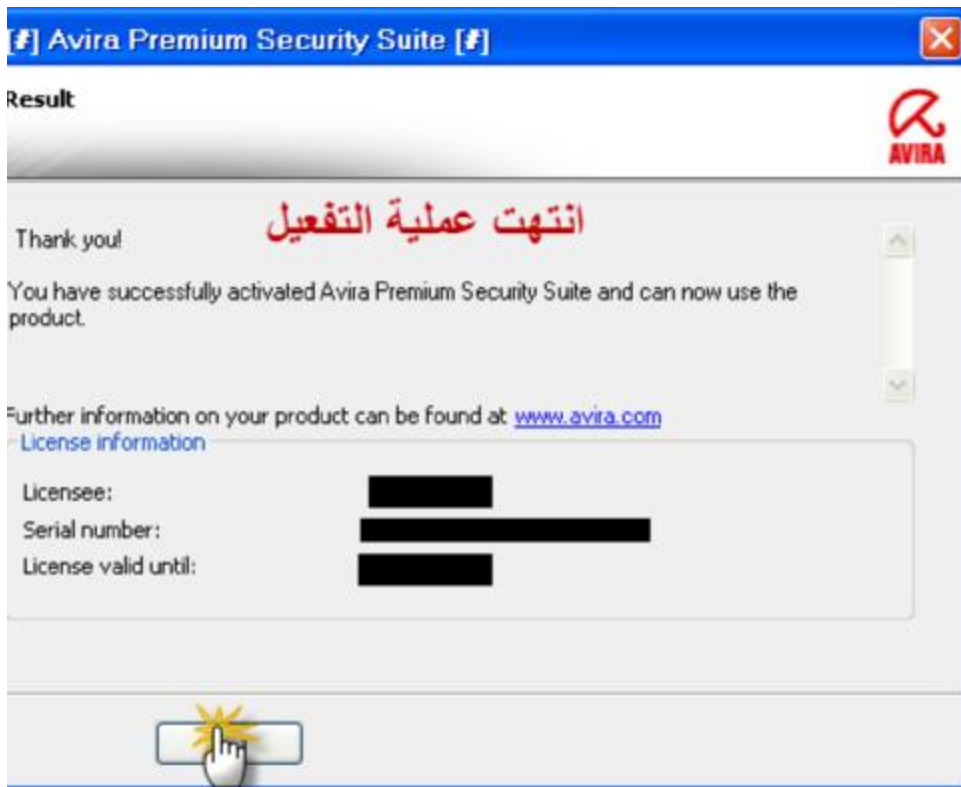 [#] Avira Premium Security Suite [#]
Result
AVIRA
انتهت عملية التفعيل
Thank you!
You have successfully activated Avira Premium Security Suite and can now use the
product.
Further information on your product can be found at www.avira.com
License information
Licensee:
Serial number:
License valid until: